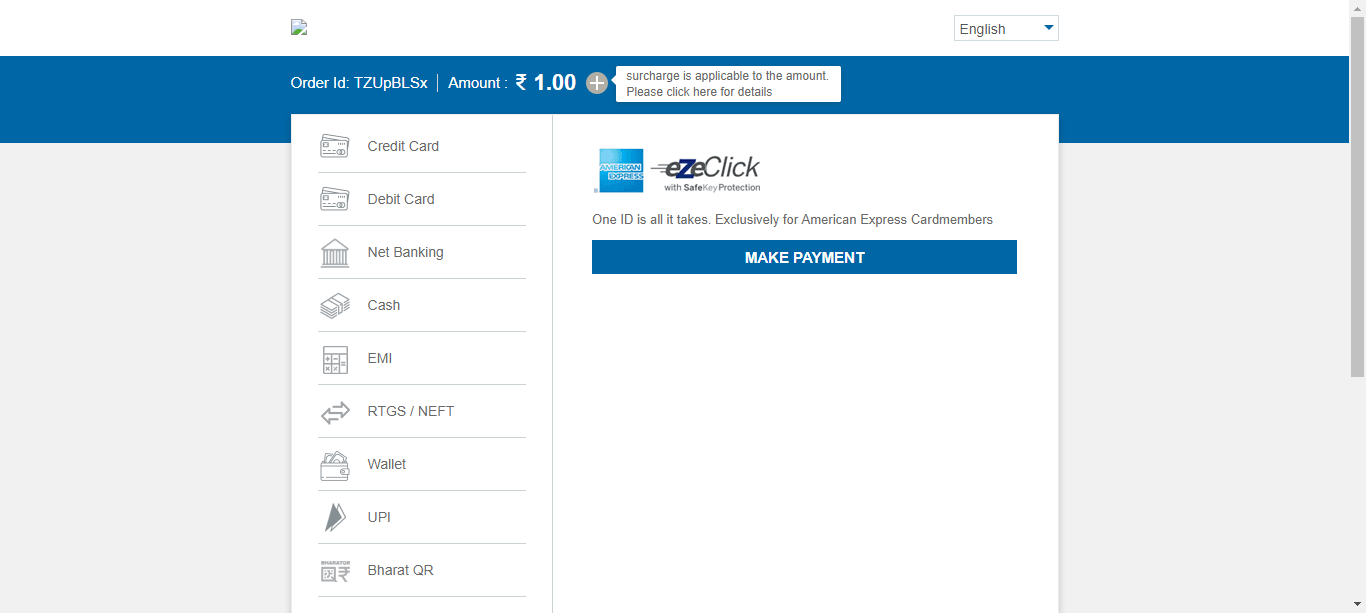 English
Order Id: TZUpBLSx
Amount : ₹ 1.00
surcharge is applicable to the amount.
Please click here for details
Credit Card
Debit Card
Net Banking
Cash
EMI
RTGS / NEFT
Wallet
UPI
BHARATQR
Bharat QR
AMERICAN
EXPRESS
eZeClick
with SafeKey Protection
One ID is all it takes. Exclusively for American Express Cardmembers
MAKE PAYMENT